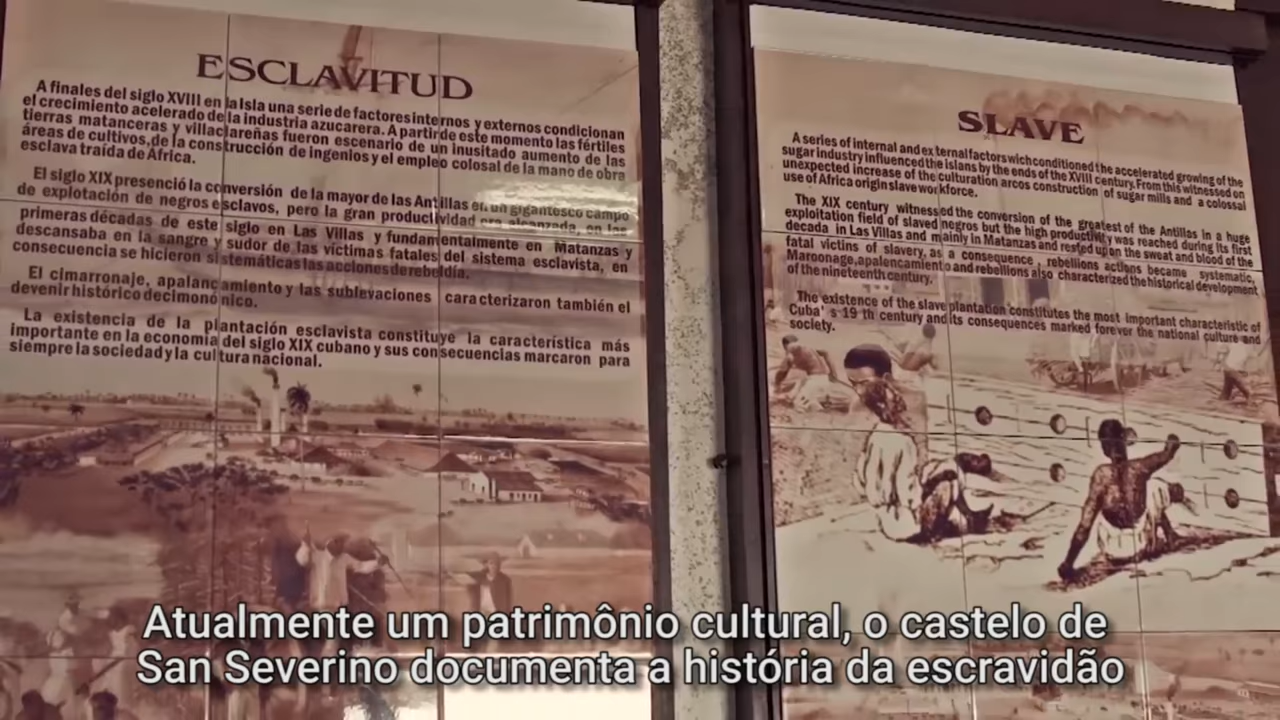 ESCLAVITUD
A finales del siglo XVIII en la Isla una serie de factores internos y externos condicionan
el crecimiento acelerado de la industria azucarera. A partir de este momento las fértiles
tierras matanceras y villaclareñas fueron escenario de un inusitado aumento de las
áreas de cultivos, de la construcción de ingenios y el empleo colosal de la mano de obra
esclava traída de África.
El siglo XIX presenció la conversión de la mayor de las Antillas en un gigantesco campo
de explotación de negros esclavos, pero la gran productividad era alcanzada, en las
primeras décadas de este siglo en Las Villas y fundamentalmente en Matanzas y
descansaba en la sangre y sudor de las víctimas fatales del sistema esclavista, en
consecuencia se hicieron sistemáticas las acciones de rebeldía.
El cimarronaje, apalancamiento y las sublevaciones caracterizaron también el
devenir histórico decimonónico.
La existencia de la plantación esclavista constituye la característica más
importante en la economía del siglo XIX cubano y sus consecuencias marcaron para
siempre la sociedad y la cultura nacional.
SLAVE
A series of internal and external factors wich conditioned the accelerated growing of the
sugar industry influenced the islans by the ends of the XVIII century. From this witnessed on
unexpected increase of the culturation arcos construction of sugar mills and a colossal
use of Africa origin slave workforce.
The XIX century witnessed the conversion of the greatest of the Antillas in a huge
exploitation field of slaved negros but the high productivity was reached during its first
decada in Las Villas and mainly in Matanzas and rested upon the sweat and blood of the
fatal victins of slavery, as a consequence, rebellions actions became systematic,
Maroonage, apalencamiento and rebellions also characterized the historical development
of the nineteenth century.
The existence of the slave plantation constitutes the most important characteristic of
Cuba' s 19 th century and its consequences marked forever the national culture and
society.
Atualmente um patrimônio cultural, o castelo de
San Severino documenta a história da escravidão